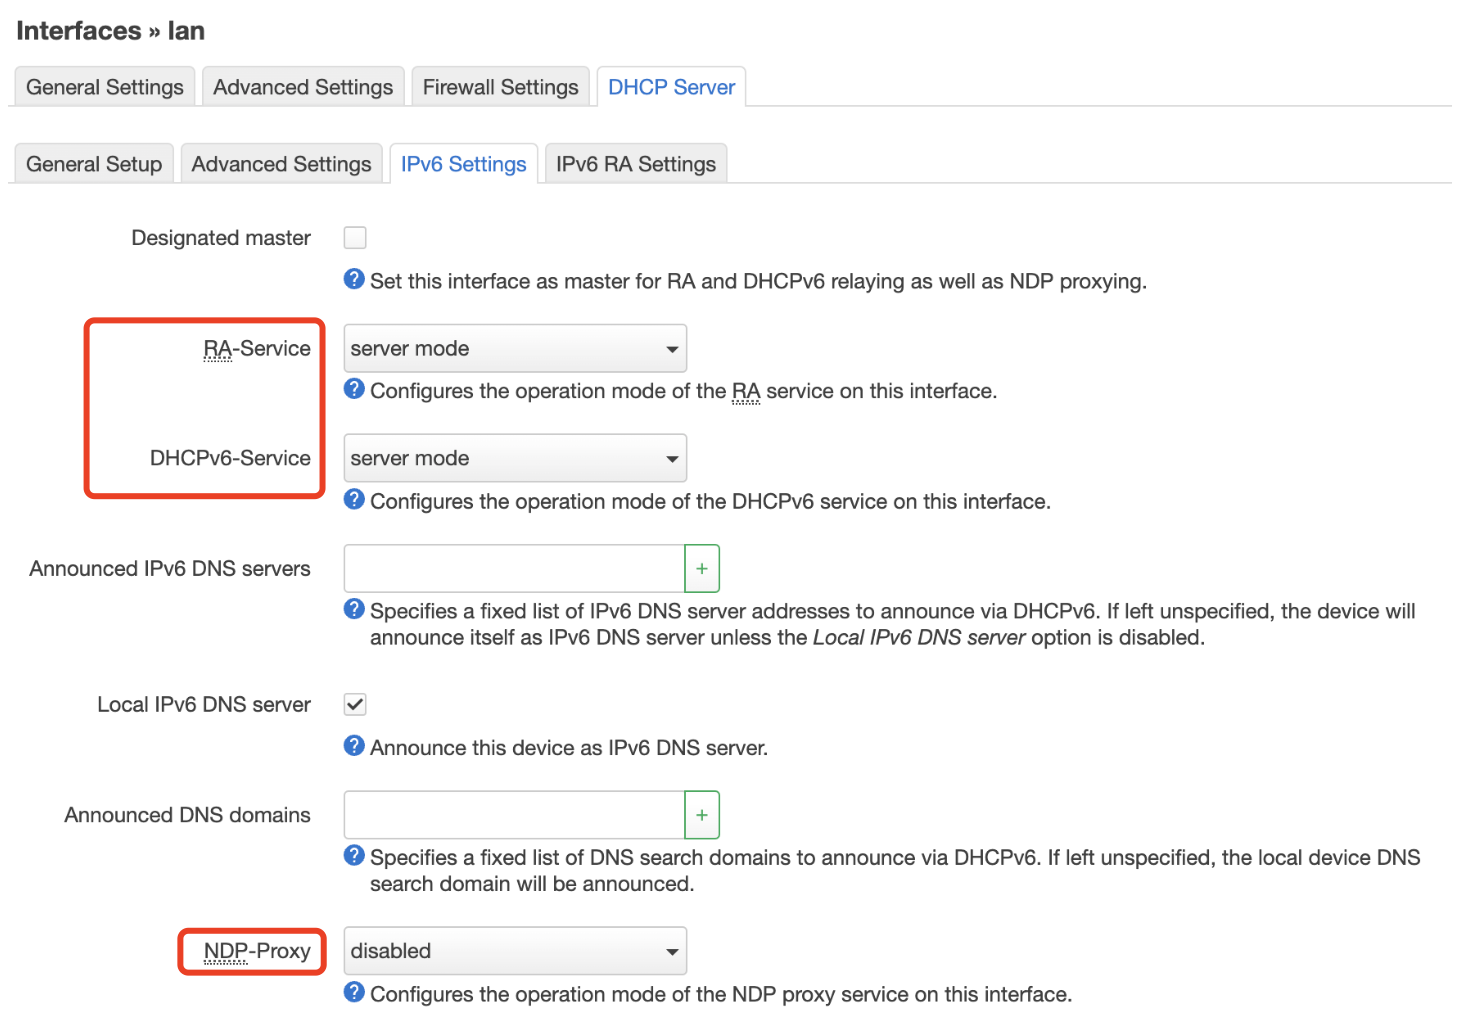 Interfaces » lan
General Settings Advanced Settings Firewall Settings DHCP Server
General Setup Advanced Settings IPv6 Settings IPv6 RA Settings
Designated master
? Set this interface as master for RA and DHCPv6 relaying as well as NDP proxying.
RA-Service server mode
? Configures the operation mode of the RA service on this interface.
DHCPv6-Service server mode
? Configures the operation mode of the DHCPv6 service on this interface.
Announced IPv6 DNS servers +
? Specifies a fixed list of IPv6 DNS server addresses to announce via DHCPv6. If left unspecified, the device will
announce itself as IPv6 DNS server unless the Local IPv6 DNS server option is disabled.
Local IPv6 DNS server
? Announce this device as IPv6 DNS server.
Announced DNS domains +
? Specifies a fixed list of DNS search domains to announce via DHCPv6. If left unspecified, the local device DNS
search domain will be announced.
NDP-Proxy disabled
? Configures the operation mode of the NDP proxy service on this interface.